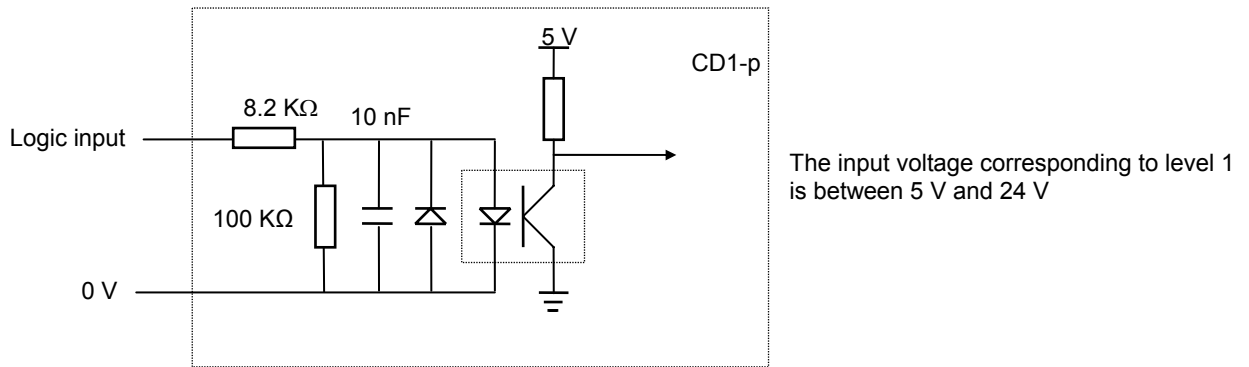 5 V
CD1-p
8.2 KΩ
10 nF
Logic input
The input voltage corresponding to level 1
is between 5 V and 24 V
100 KΩ
0 V